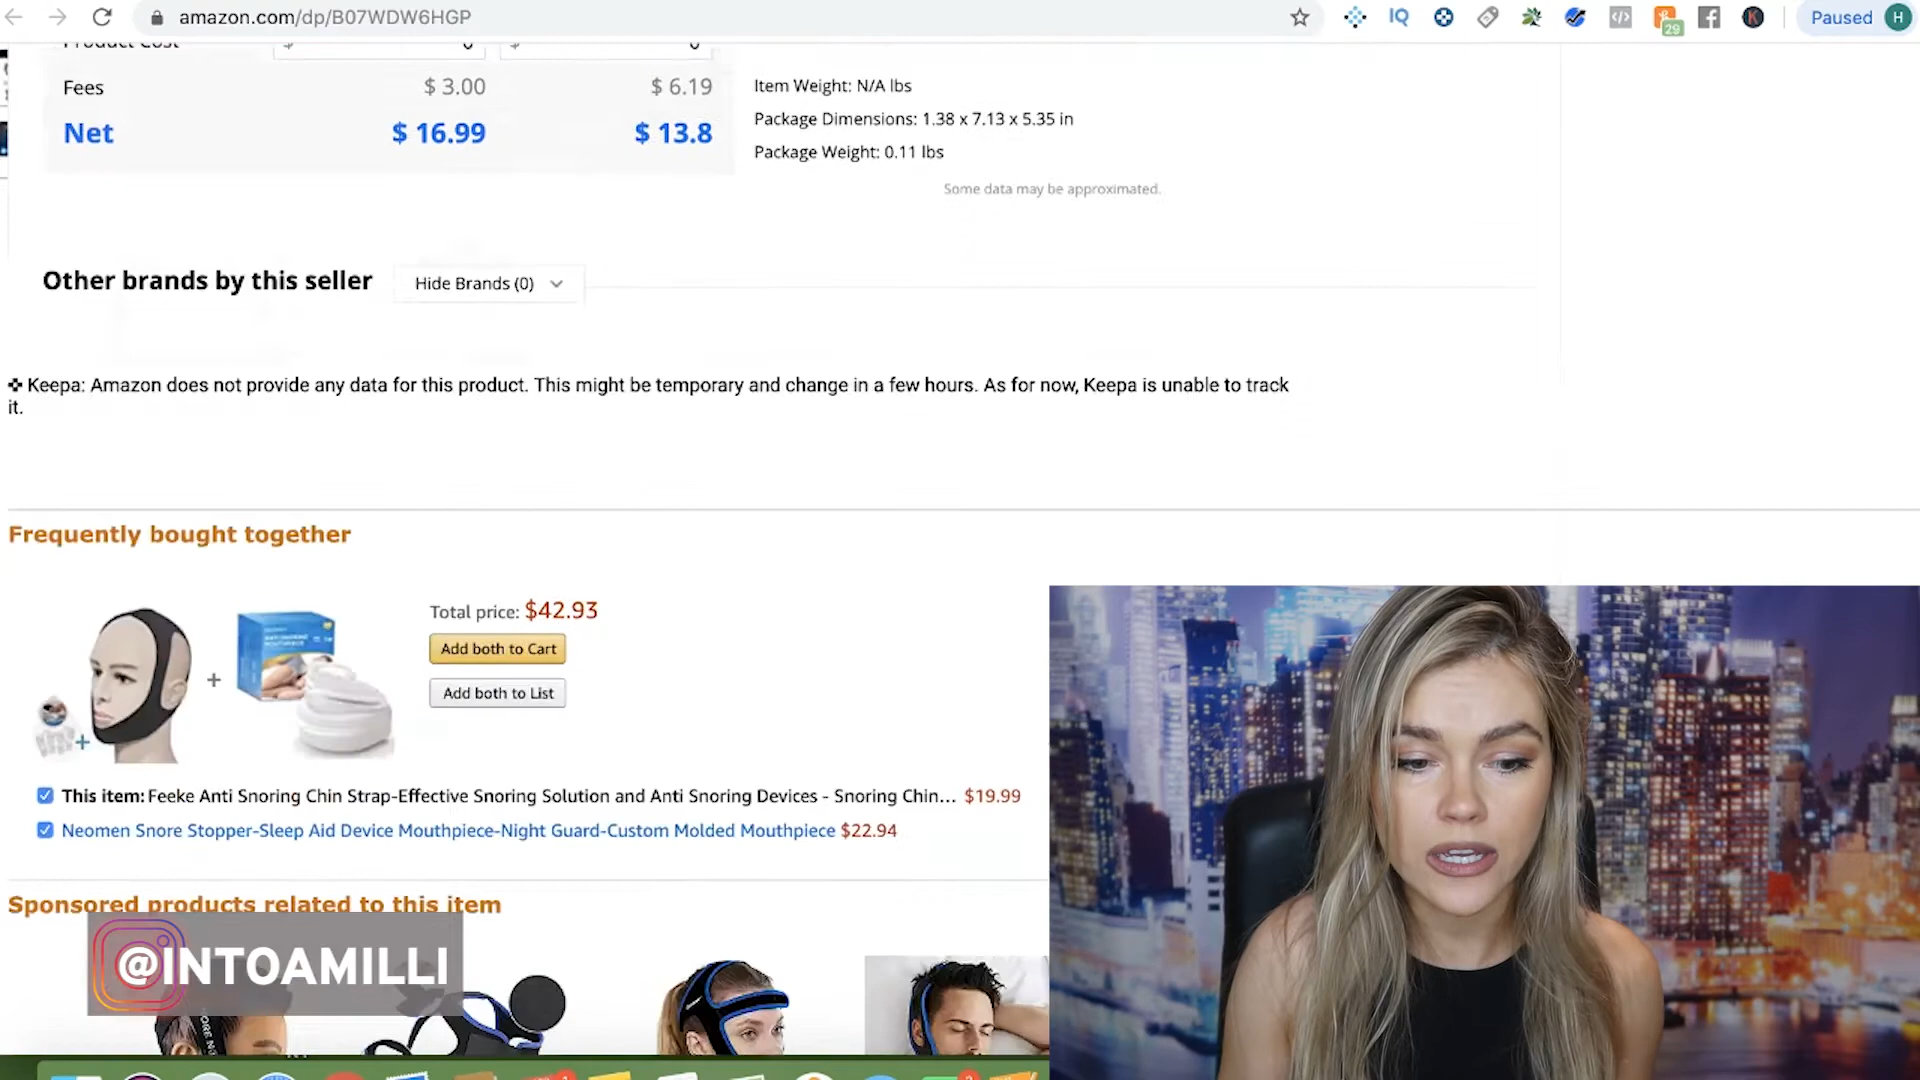 amazon.com/dp/B07WDW6HGP
29
Paused
H
Product Cost
Fees $ 3.00 $ 6.19
Net $ 16.99 $ 13.8
Item Weight: N/A lbs
Package Dimensions: 1.38 x 7.13 x 5.35 in
Package Weight: 0.11 lbs
Some data may be approximated.
Other brands by this seller
Hide Brands (0)
Keepa: Amazon does not provide any data for this product. This might be temporary and change in a few hours. As for now, Keepa is unable to track
it.
Frequently bought together
Total price: $42.93
Add both to Cart
Add both to List
This item: Feeke Anti Snoring Chin Strap-Effective Snoring Solution and Anti Snoring Devices - Snoring Chin... $19.99
Neomen Snore Stopper-Sleep Aid Device Mouthpiece-Night Guard-Custom Molded Mouthpiece $22.94
Sponsored products related to this item
@INTOAMILLI